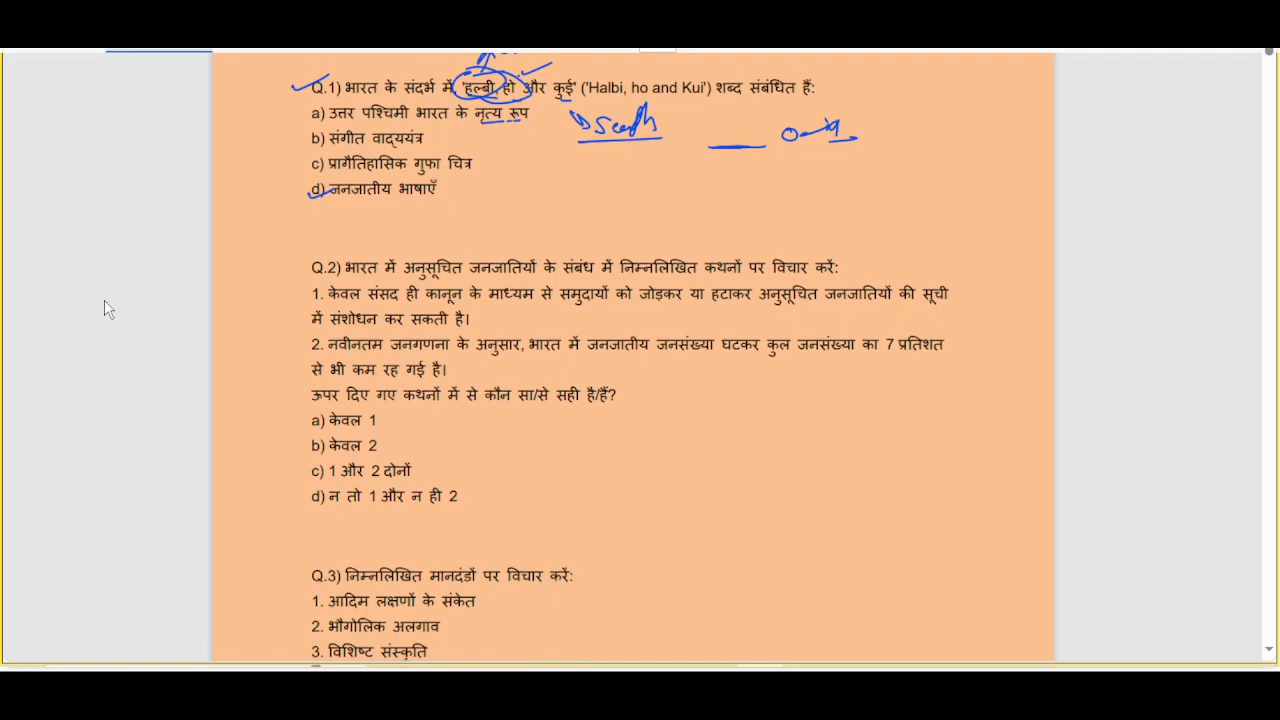 Q.1) भारत के संदर्भ में, 'हल्बी, हो और कुई' ('Halbi, ho and Kui') शब्द संबंधित हैं:
a) उत्तर पश्चिमी भारत के नृत्य रूप
b) संगीत वाद्ययंत्र
c) प्रागैतिहासिक गुफा चित्र
d) जनजातीय भाषाएँ
Q.2) भारत में अनुसूचित जनजातियों के संबंध में निम्नलिखित कथनों पर विचार करें:
1. केवल संसद ही कानून के माध्यम से समुदायों को जोड़कर या हटाकर अनुसूचित जनजातियों की सूची
में संशोधन कर सकती है।
2. नवीनतम जनगणना के अनुसार, भारत में जनजातीय जनसंख्या घटकर कुल जनसंख्या का 7 प्रतिशत
से भी कम रह गई है।
ऊपर दिए गए कथनों में से कौन सा/से सही है/हैं?
a) केवल 1
b) केवल 2
c) 1 और 2 दोनों
d) न तो 1 और न ही 2
Q.3) निम्नलिखित मानदंडों पर विचार करें:
1. आदिम लक्षणों के संकेत
2. भौगोलिक अलगाव
3. विशिष्ट संस्कृति